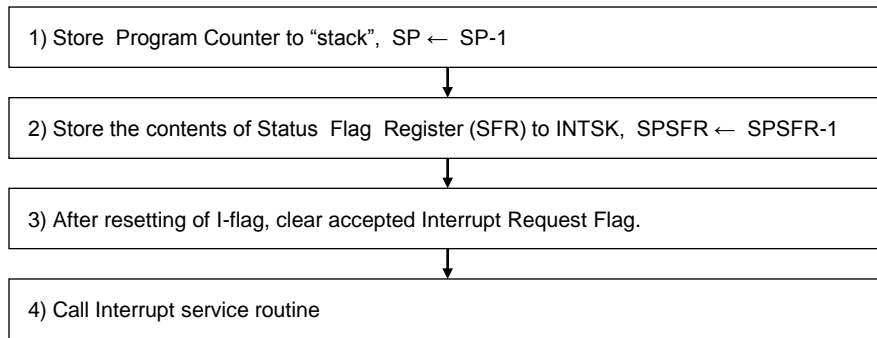 1) Store Program Counter to “stack”, SP ← SP-1
2) Store the contents of Status Flag Register (SFR) to INTSK, SPSFR ← SPSFR-1
3) After resetting of I-flag, clear accepted Interrupt Request Flag.
4) Call Interrupt service routine